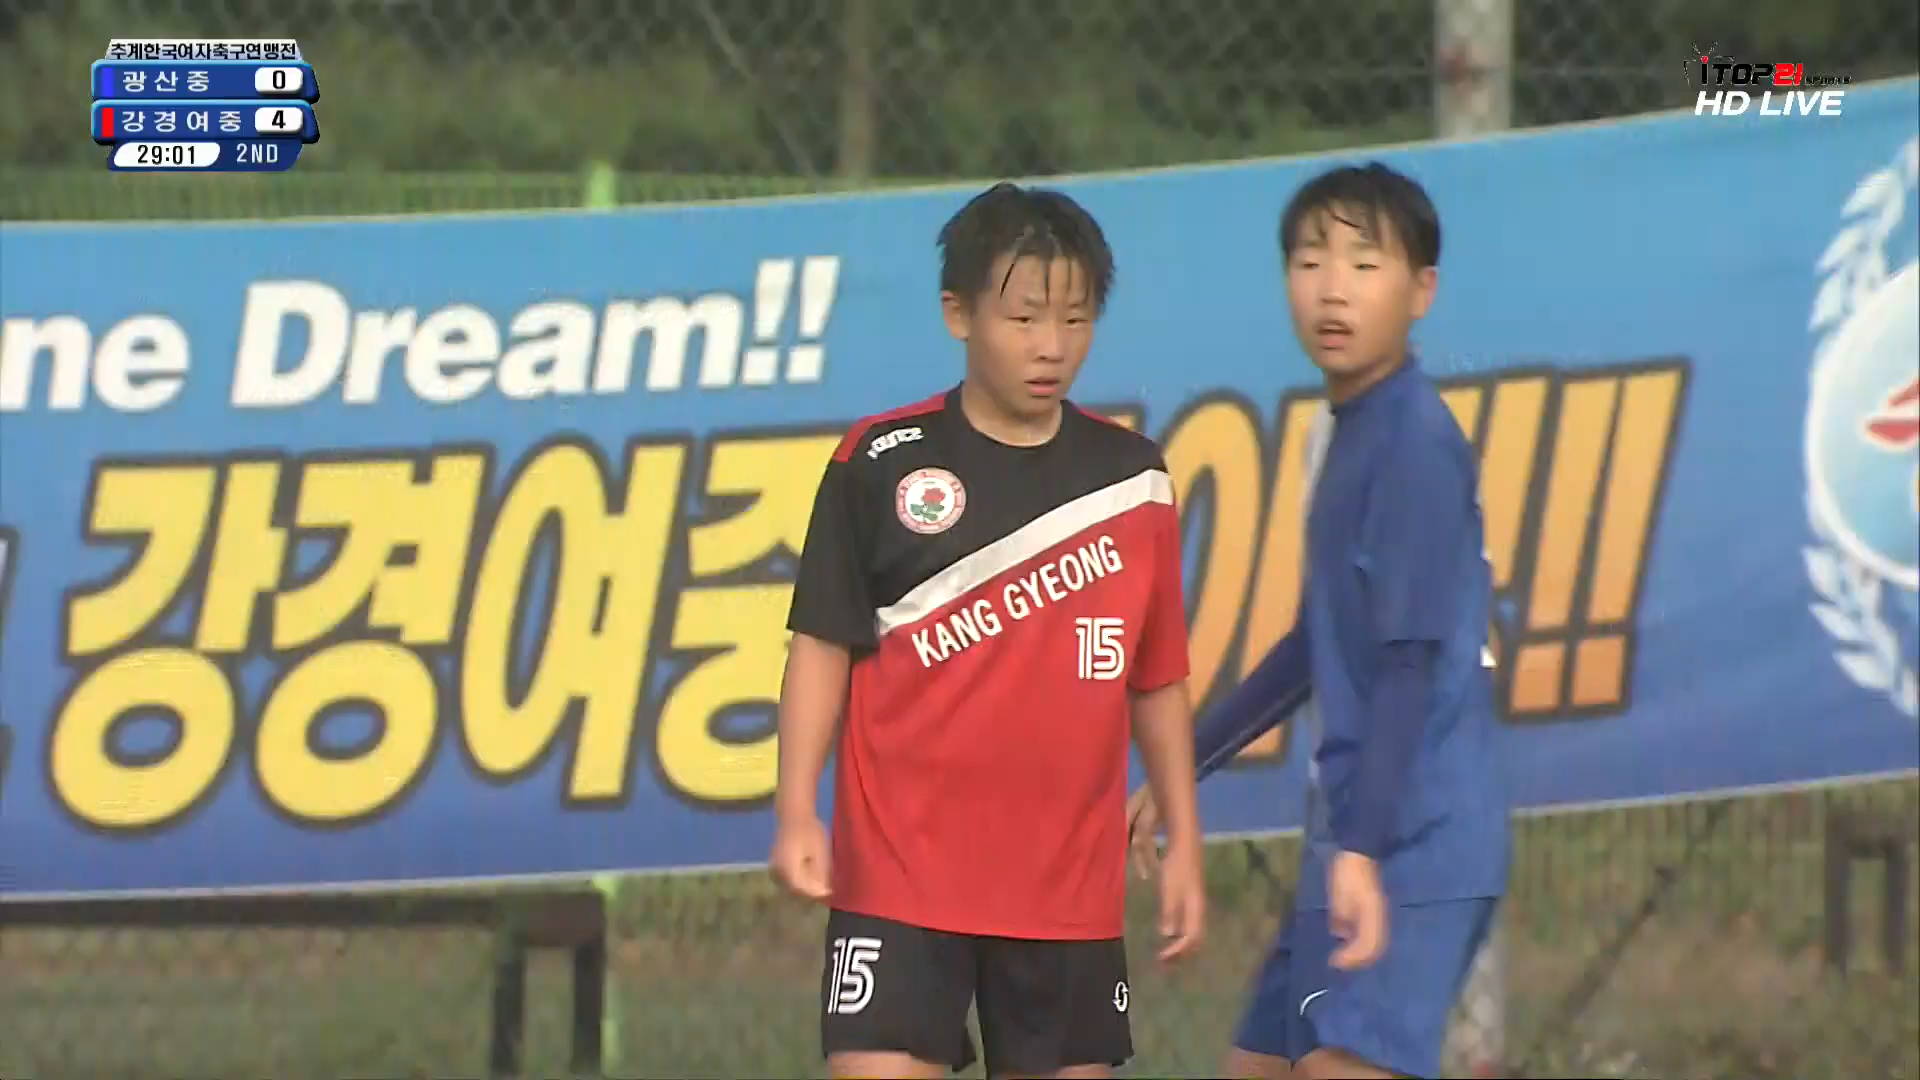 추계한국여자축구연맹전
광산중 0
강경여중 4
29:01 2ND
iTOP21 SPORTS
HD LIVE
ne Dream!!
강경여중
!!!
KANG GYEONG
15
15